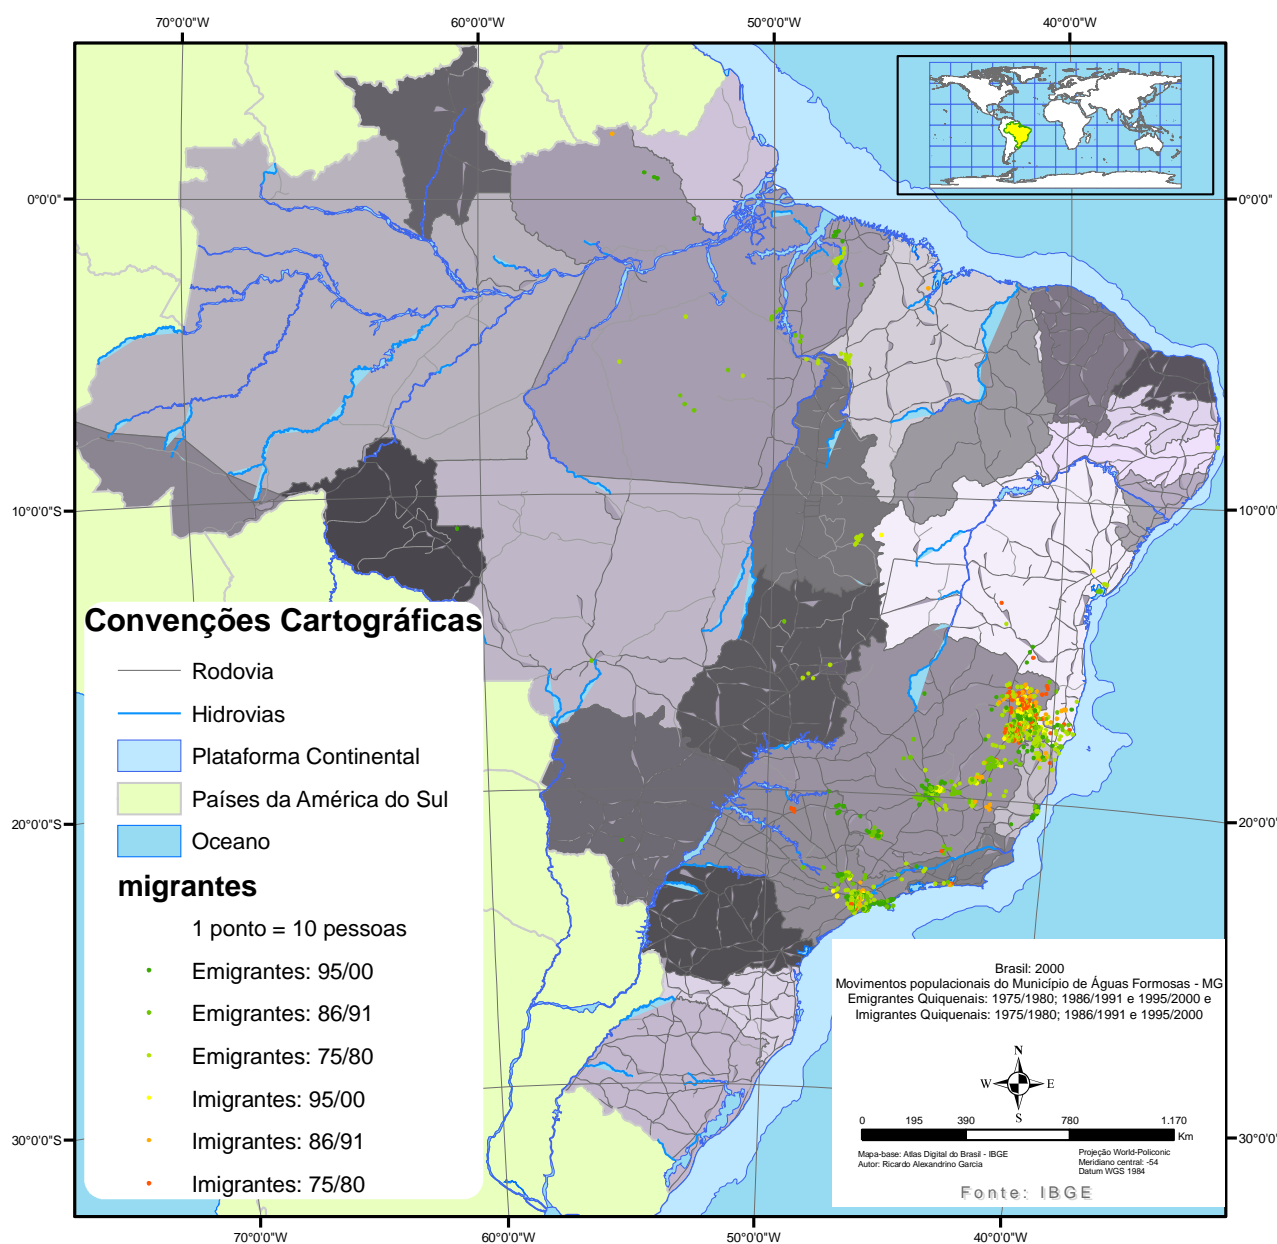 70°0'0"W
60°0'0"W
50°0'0"W
40°0'0"W
0°0'0"
0°0'0"
10°0'0"S
10°0'0"S
20°0'0"S
20°0'0"S
30°0'0"S
30°0'0"S
Convenções Cartográficas
Rodovia
Hidrovias
Plataforma Continental
Países da América do Sul
Oceano
migrantes
1 ponto = 10 pessoas
Emigrantes: 95/00
Emigrantes: 86/91
Emigrantes: 75/80
Imigrantes: 95/00
Imigrantes: 86/91
Imigrantes: 75/80
Brasil: 2000
Movimentos populacionais do Município de Águas Formosas - MG
Emigrantes Quiquenais: 1975/1980; 1986/1991 e 1995/2000 e
Imigrantes Quiquenais: 1975/1980; 1986/1991 e 1995/2000
N
W
E
S
0 195 390 780 1.170
Km
Mapa-base: Atlas Digital do Brasil - IBGE
Autor: Ricardo Alexandrino Garcia
Projeção World-Policonic
Meridiano central: -54
Datum WGS 1984
Fonte: IBGE
70°0'0"W
60°0'0"W
50°0'0"W
40°0'0"W